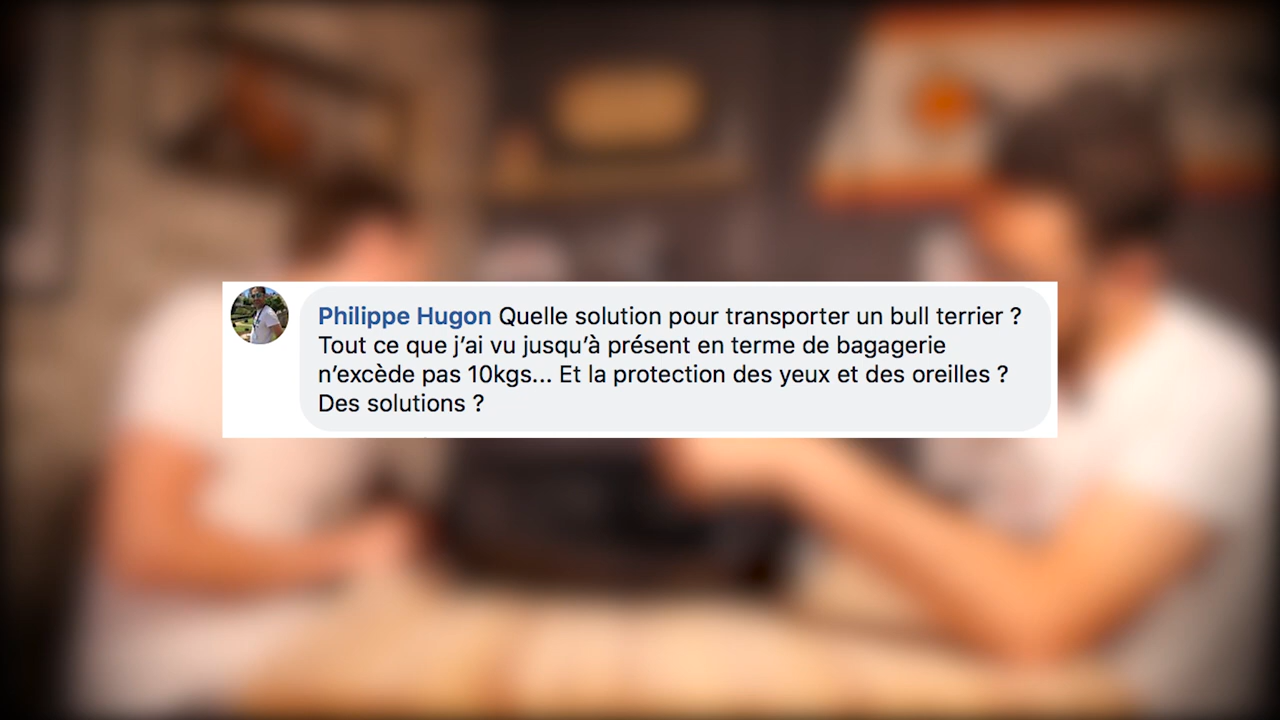 Philippe Hugon Quelle solution pour transporter un bull terrier ?
Tout ce que j’ai vu jusqu’à présent en terme de bagagerie
n’excède pas 10kgs... Et la protection des yeux et des oreilles ?
Des solutions ?